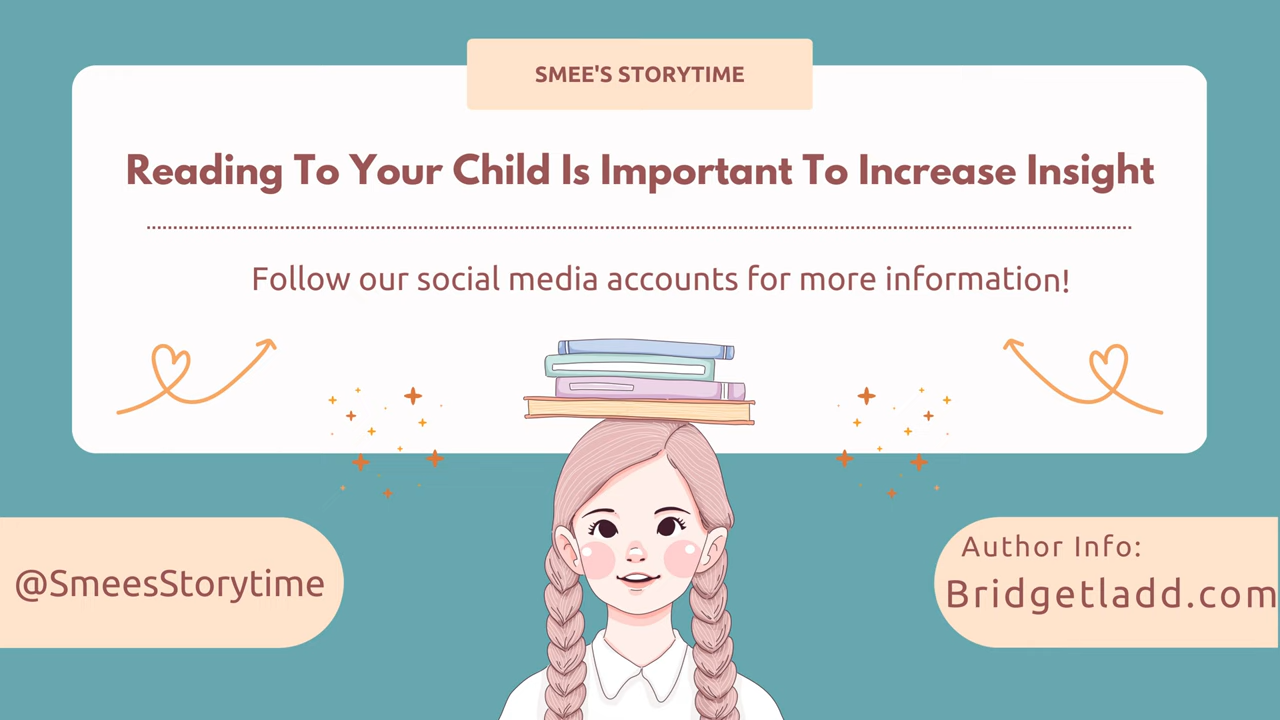 SMEE'S STORYTIME
Reading To Your Child Is Important To Increase Insight
Follow our social media accounts for more information!
@SmeesStorytime
Author Info:
Bridgetladd.com